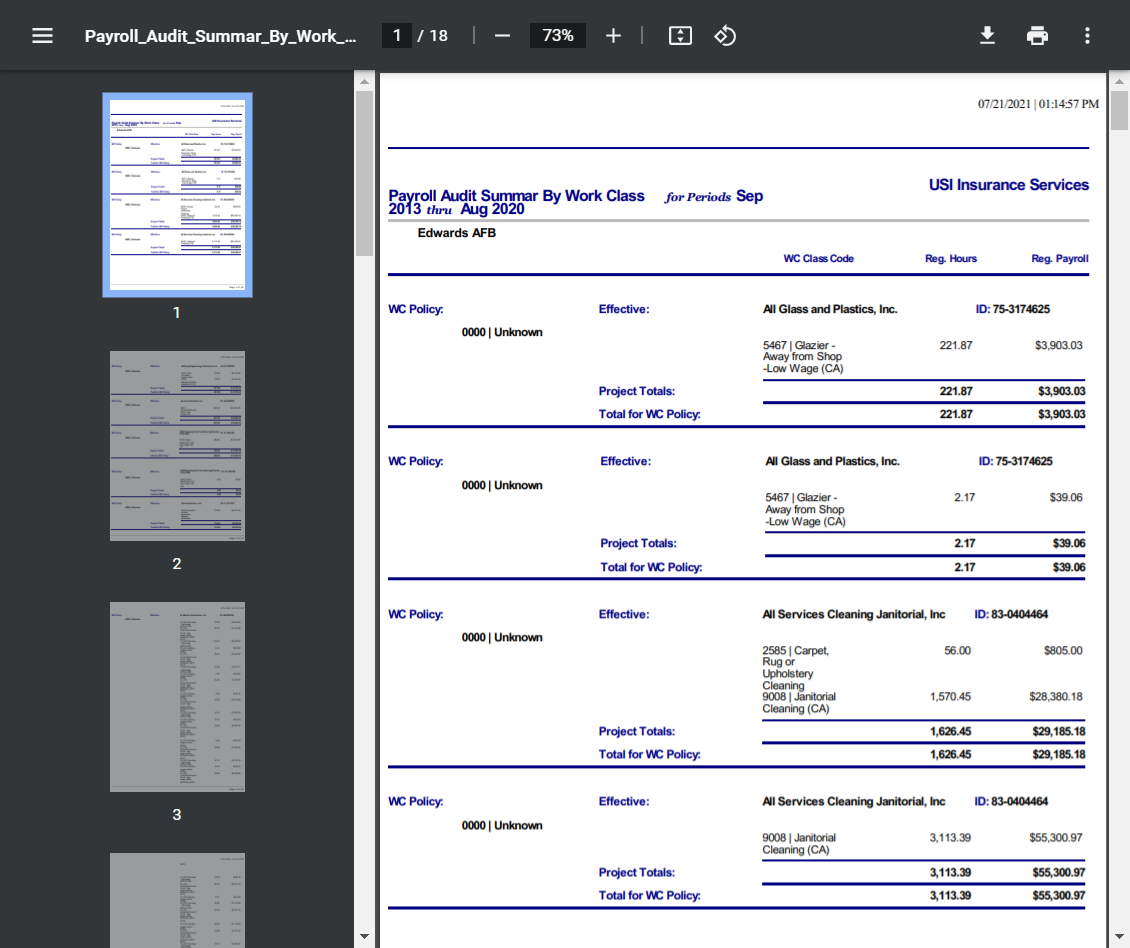 Payroll_Audit_Summar_By_Work_...
1 / 18
73%
07/21/2021 | 01:14:57 PM
USI Insurance Services
Payroll Audit Summar By Work Class for Periods Sep
2013 thru Aug 2020
Edwards AFB
WC Class Code Reg. Hours Reg. Payroll
WC Policy: Effective: All Glass and Plastics, Inc. ID: 75-3174625
0000 | Unknown
5467 | Glazier - 221.87 $3,903.03
Away from Shop
-Low Wage (CA)
Project Totals: 221.87 $3,903.03
Total for WC Policy: 221.87 $3,903.03
WC Policy: Effective: All Glass and Plastics, Inc. ID: 75-3174625
0000 | Unknown
5467 | Glazier - 2.17 $39.06
Away from Shop
-Low Wage (CA)
Project Totals: 2.17 $39.06
Total for WC Policy: 2.17 $39.06
WC Policy: Effective: All Services Cleaning Janitorial, Inc ID: 83-0404464
0000 | Unknown
2585 | Carpet, 56.00 $805.00
Rug or
Upholstery
Cleaning
9008 | Janitorial 1,570.45 $28,380.18
Cleaning (CA)
Project Totals: 1,626.45 $29,185.18
Total for WC Policy: 1,626.45 $29,185.18
WC Policy: Effective: All Services Cleaning Janitorial, Inc ID: 83-0404464
0000 | Unknown
9008 | Janitorial 3,113.39 $55,300.97
Cleaning (CA)
Project Totals: 3,113.39 $55,300.97
Total for WC Policy: 3,113.39 $55,300.97
1
2
3